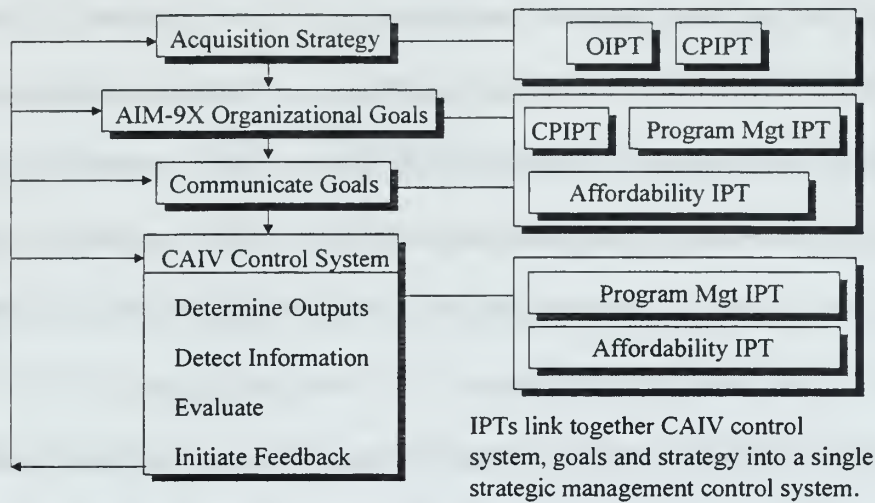 Acquisition Strategy
OIPT
CPIPT
AIM-9X Organizational Goals
CPIPT
Program Mgt IPT
Communicate Goals
Affordability IPT
CAIV Control System
Determine Outputs
Detect Information
Evaluate
Initiate Feedback
Program Mgt IPT
Affordability IPT
IPTs link together CAIV control
system, goals and strategy into a single
strategic management control system.